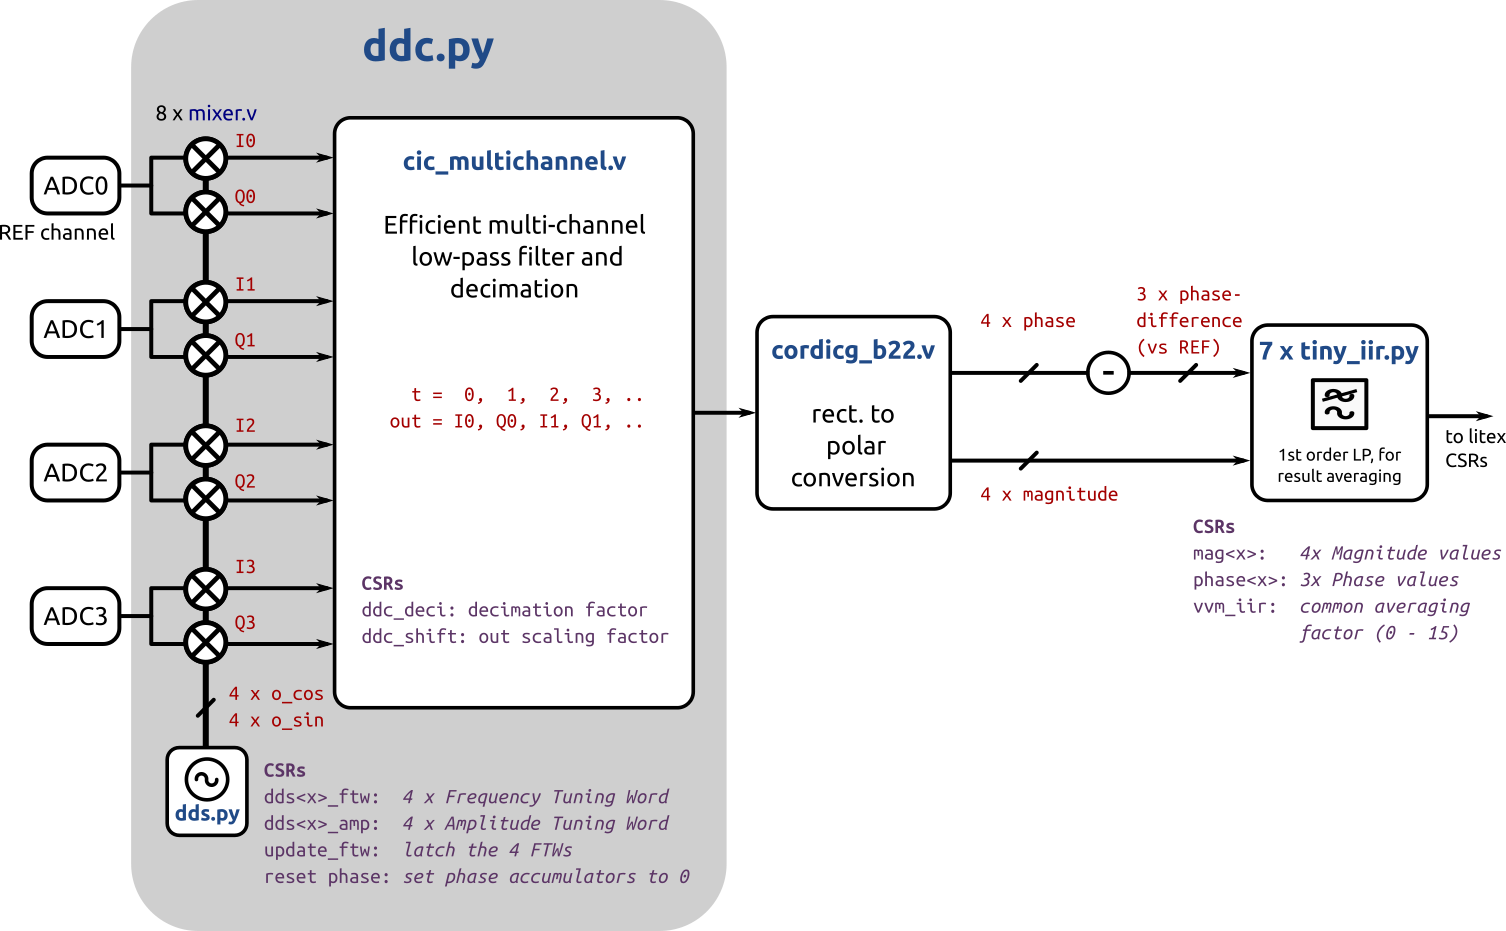 ddc.py
8 x mixer.v
I0
ADC0
Q0
REF channel
I1
ADC1
Q1
I2
ADC2
Q2
I3
ADC3
Q3
4 x o_cos
4 x o_sin
dds.py
cic_multichannel.v
Efficient multi-channel
low-pass filter and
decimation
t = 0, 1, 2, 3, ..
out = I0, Q0, I1, Q1, ..
CSRs
ddc_deci: decimation factor
ddc_shift: out scaling factor
CSRs
dds<x>_ftw: 4 x Frequency Tuning Word
dds<x>_amp: 4 x Amplitude Tuning Word
update_ftw: latch the 4 FTWs
reset phase: set phase accumulators to 0
cordicg_b22.v
rect. to
polar
conversion
4 x phase
-
3 x phase-
difference
(vs REF)
4 x magnitude
7 x tiny_iir.py
1st order LP, for
result averaging
to litex
CSRs
CSRs
mag<x>: 4x Magnitude values
phase<x>: 3x Phase values
vvm_iir: common averaging
factor (0 - 15)